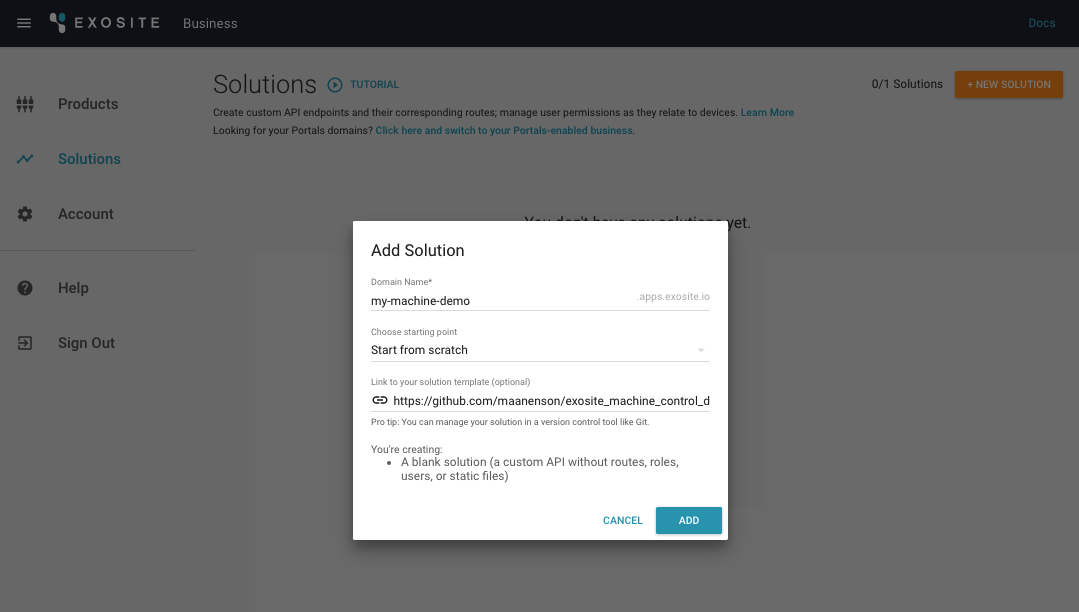 EXOSITE Business Docs
Products
Solutions
Account
Help
Sign Out
Solutions TUTORIAL
0/1 Solutions + NEW SOLUTION
Create custom API endpoints and their corresponding routes; manage user permissions as they relate to devices. Learn More
Looking for your Portals domains? Click here and switch to your Portals-enabled business.
You don't have any solutions yet.
Add Solution
Domain Name*
my-machine-demo .apps.exosite.io
Choose starting point
Start from scratch
Link to your solution template (optional)
https://github.com/maanenson/exosite_machine_control_d
Pro tip: You can manage your solution in a version control tool like Git.
You're creating:
• A blank solution (a custom API without routes, roles,
users, or static files)
CANCEL ADD